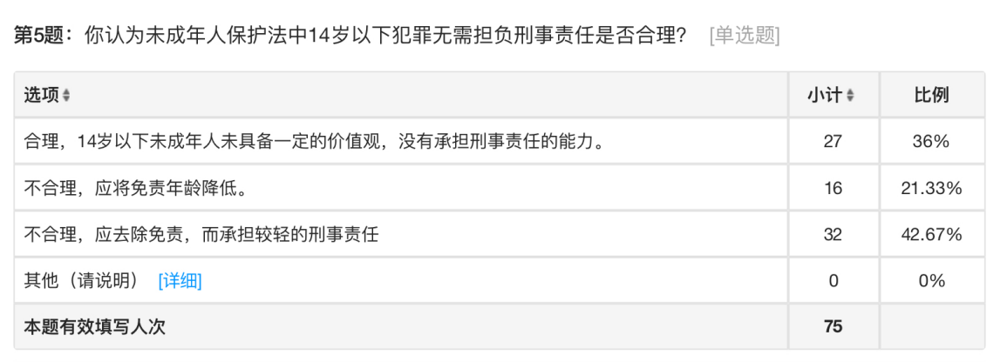 第5题：你认为未成年人保护法中14岁以下犯罪无需担负刑事责任是否合理？ [单选题]
选项 小计 比例
合理，14岁以下未成年人未具备一定的价值观，没有承担刑事责任的能力。 27 36%
不合理，应将免责年龄降低。 16 21.33%
不合理，应去除免责，而承担较轻的刑事责任 32 42.67%
其他（请说明） [详细] 0 0%
本题有效填写人次 75